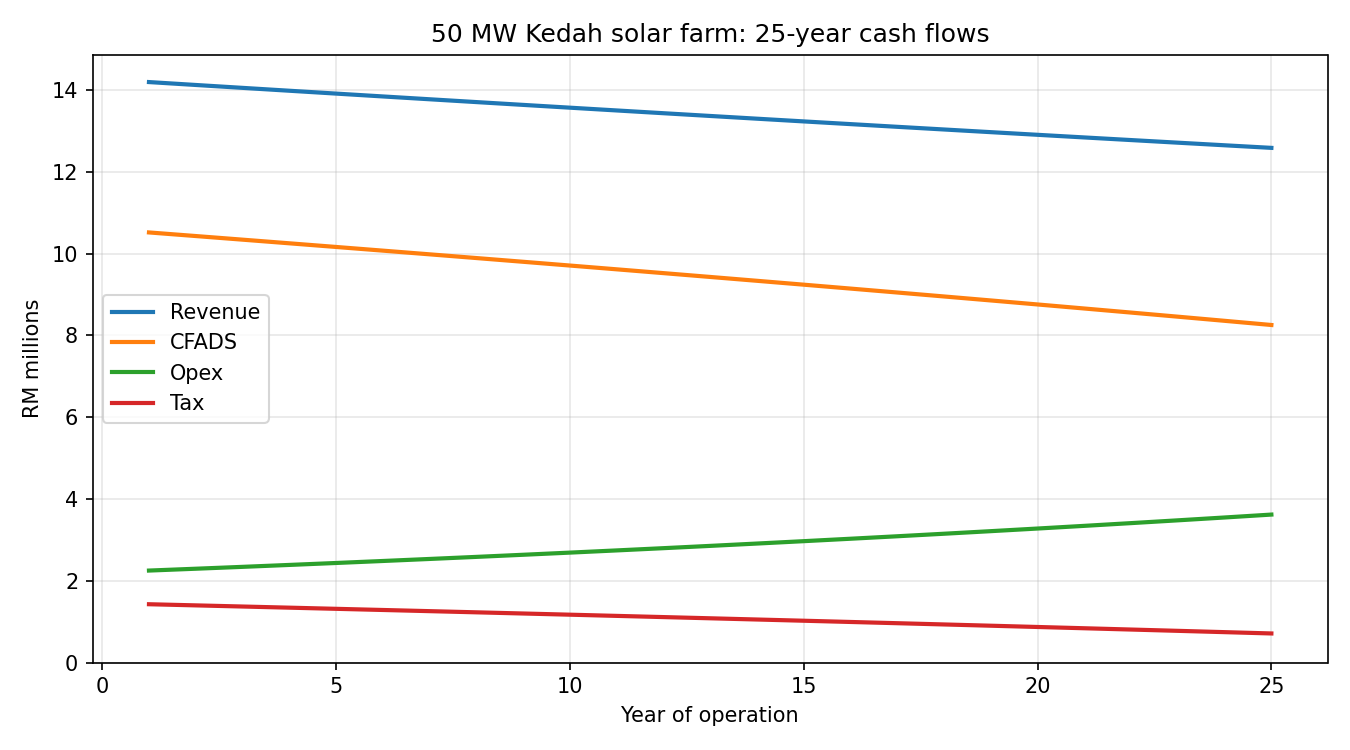 50 MW Kedah solar farm: 25-year cash flows
RM millions
14
12
10
8
6
4
2
0
Revenue
CFADS
Opex
Tax
0 5 10 15 20 25
Year of operation